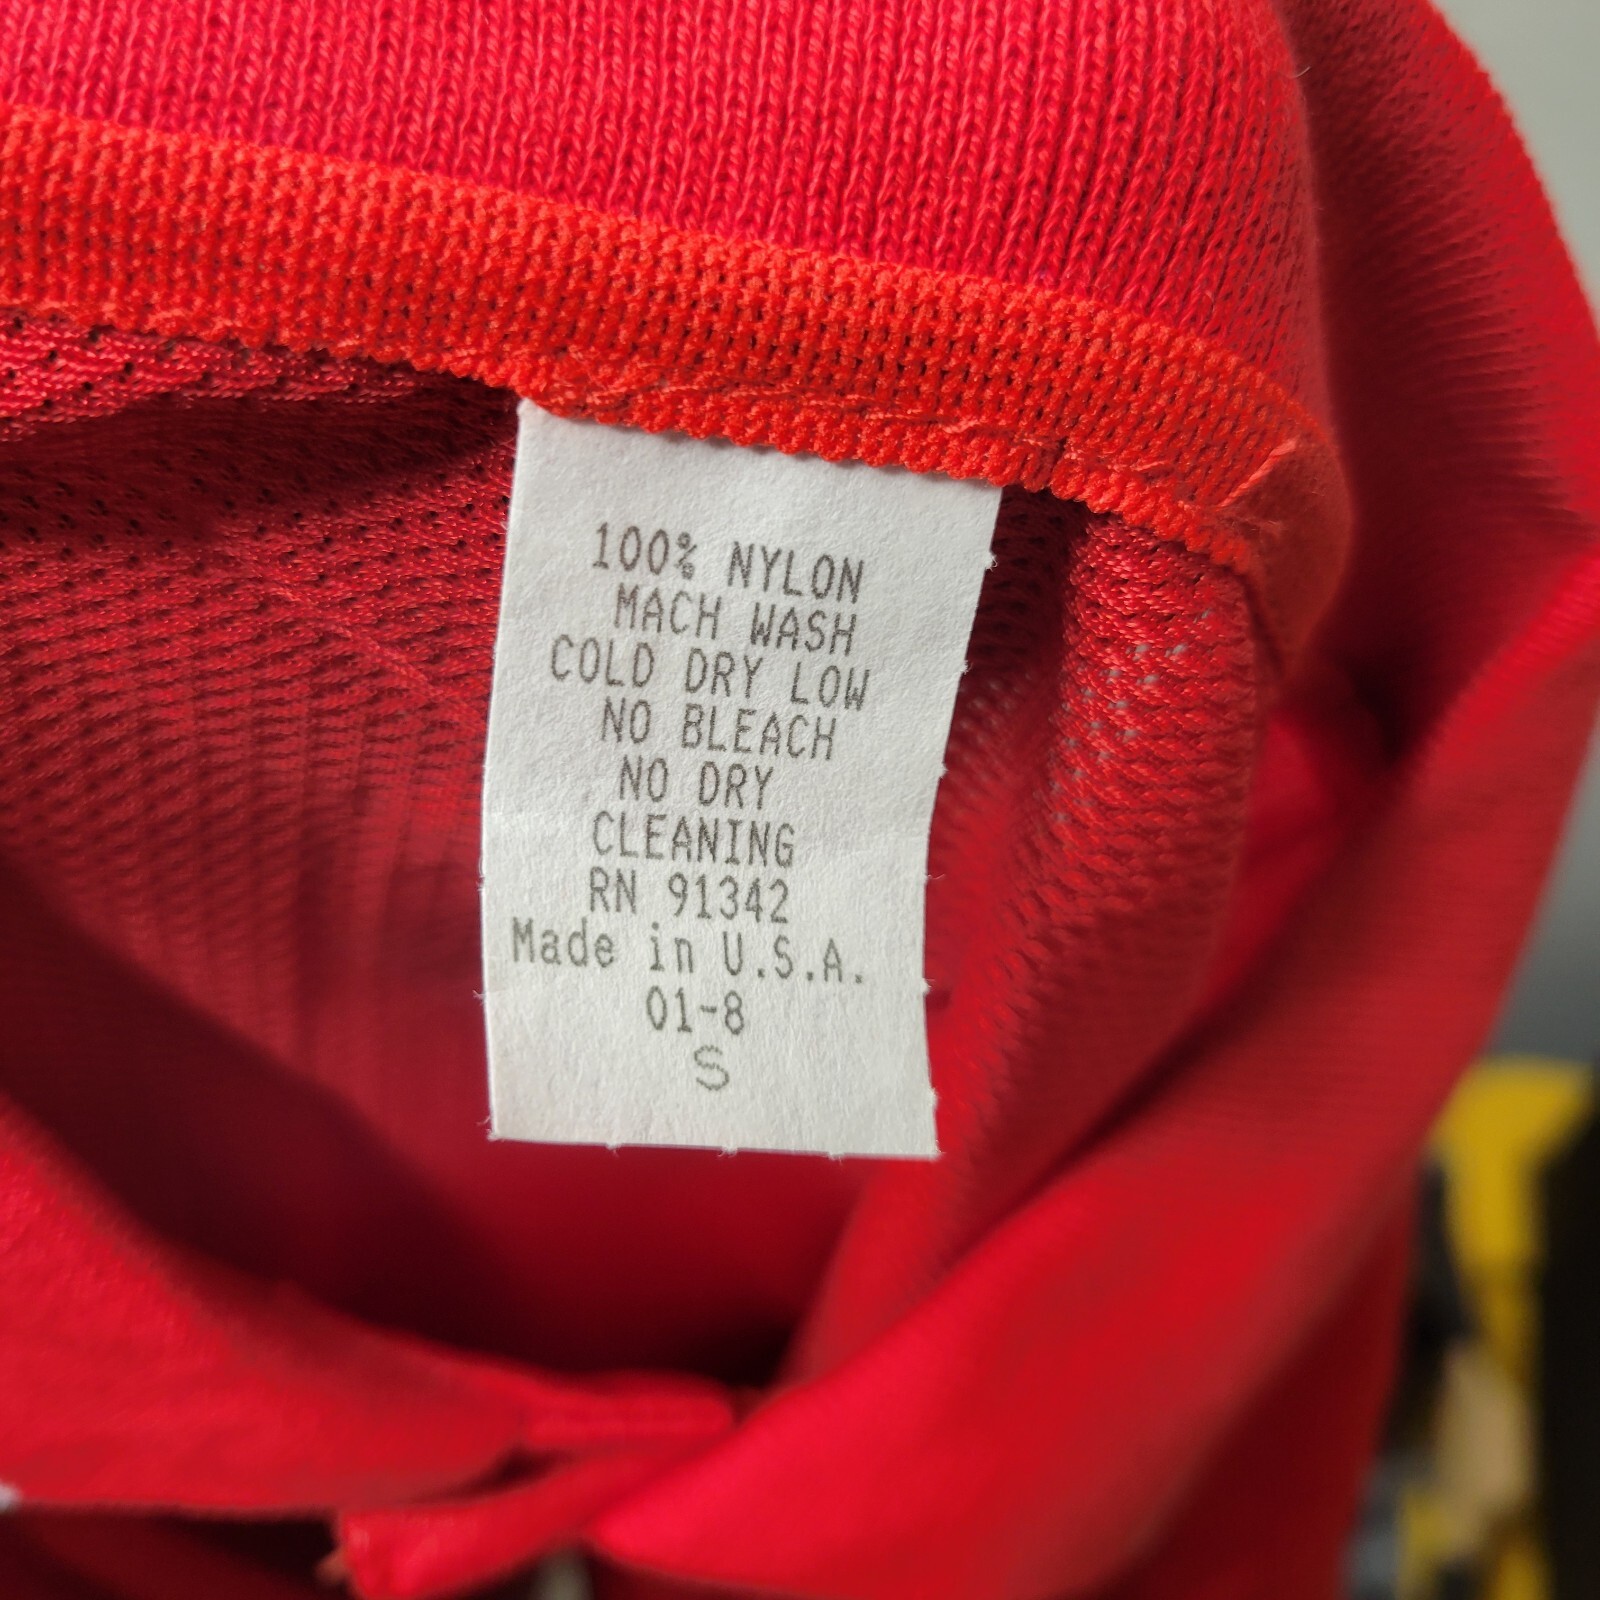 100% NYLON
MACH WASH
COLD DRY LOW
NO BLEACH
NO DRY
CLEANING
RN 91342
Made in U.S.A.
01-8
S